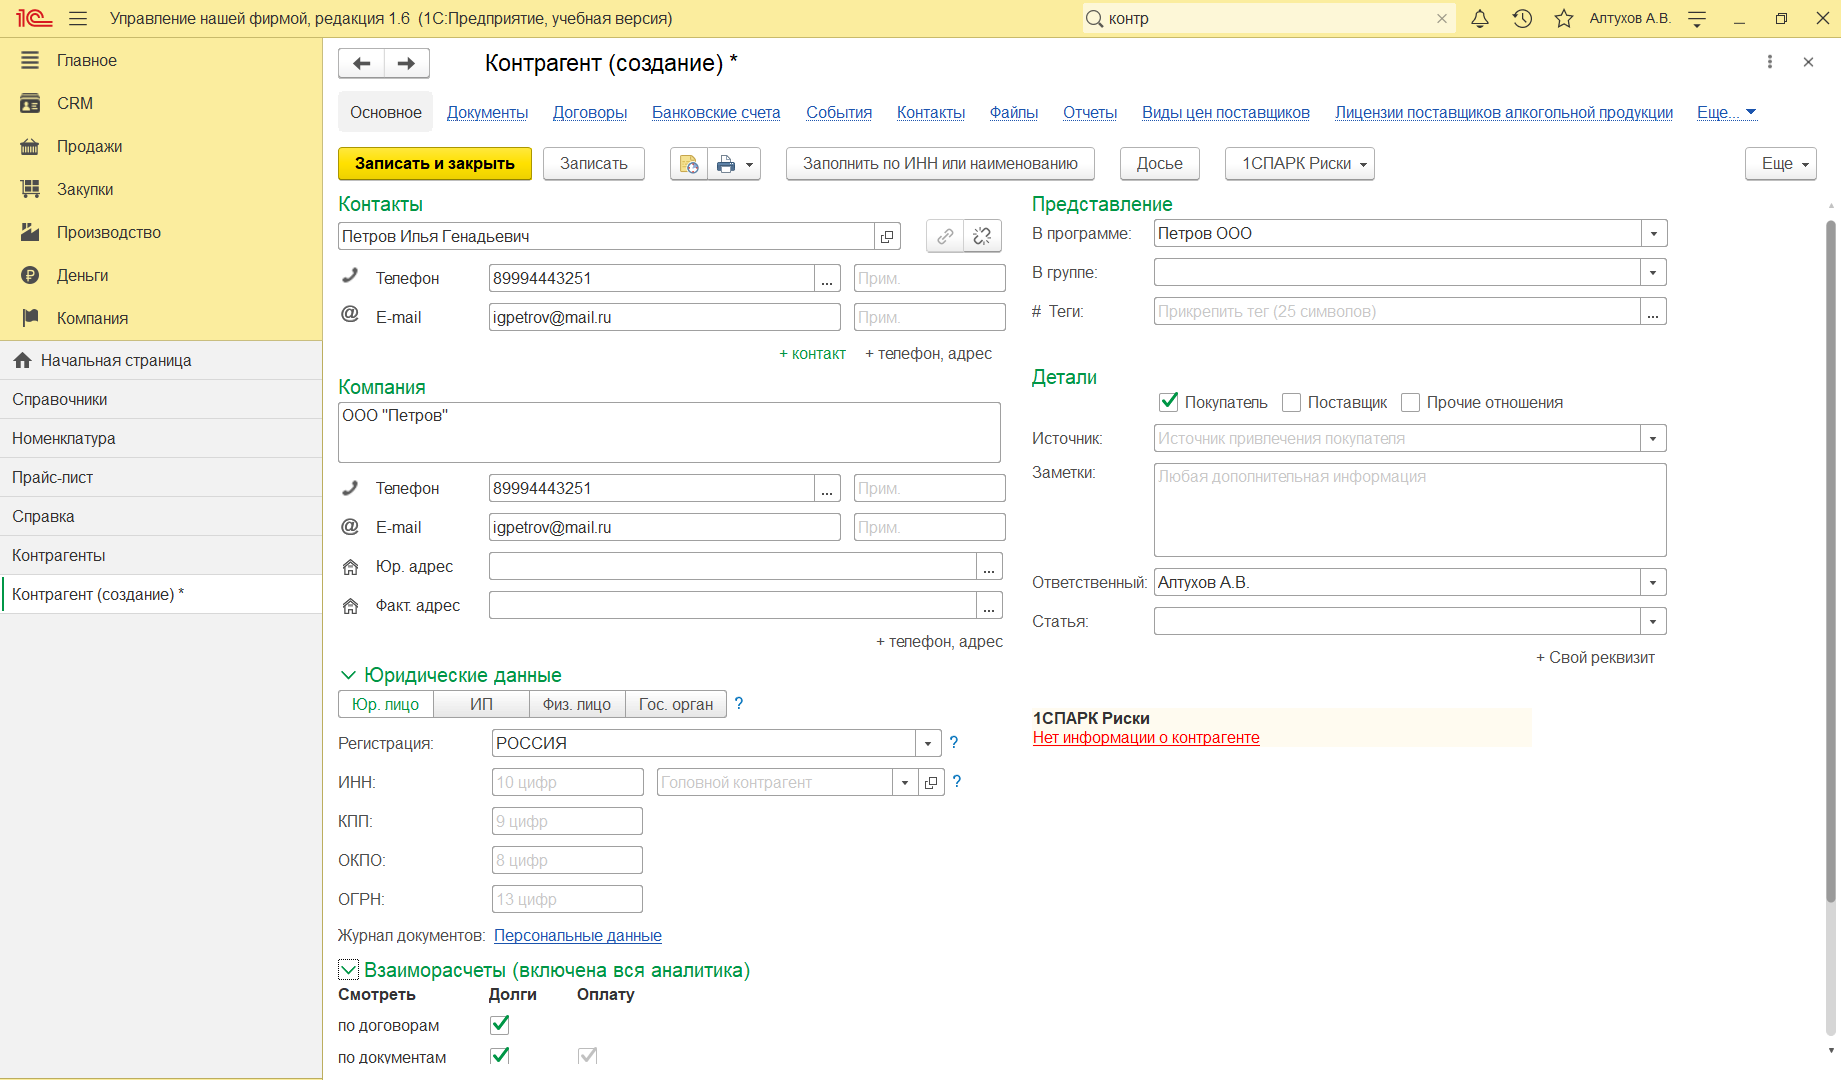 1С Управление нашей фирмой, редакция 1.6 (1С:Предприятие, учебная версия) контр Алтухов А.В.
Главное
CRM
Продажи
Закупки
Производство
Деньги
Компания
Начальная страница
Справочники
Номенклатура
Прайс-лист
Справка
Контрагенты
Контрагент (создание) *
Контрагент (создание) *
Основное Документы Договоры Банковские счета События Контакты Файлы Отчеты Виды цен поставщиков Лицензии поставщиков алкогольной продукции Еще...
Записать и закрыть Записать Заполнить по ИНН или наименованию Досье 1СПАРК Риски Еще
Контакты
Петров Илья Генадьевич
Телефон 89994443251 ... Прим.
E-mail igpetrov@mail.ru Прим.
+ контакт + телефон, адрес
Компания
ООО "Петров"
Телефон 89994443251 ... Прим.
E-mail igpetrov@mail.ru Прим.
Юр. адрес ...
Факт. адрес ...
+ телефон, адрес
Юридические данные
Юр. лицо ИП Физ. лицо Гос. орган ?
Регистрация: РОССИЯ ?
ИНН: 10 цифр Головной контрагент ?
КПП: 9 цифр
ОКПО: 8 цифр
ОГРН: 13 цифр
Журнал документов: Персональные данные
Взаиморасчеты (включена вся аналитика)
Смотреть Долги Оплату
по договорам
по документам
Представление
В программе: Петров ООО
В группе:
# Теги: Прикрепить тег (25 символов) ...
Детали
Покупатель Поставщик Прочие отношения
Источник: Источник привлечения покупателя
Заметки: Любая дополнительная информация
Ответственный: Алтухов А.В.
Статья:
+ Свой реквизит
1СПАРК Риски
Нет информации о контрагенте